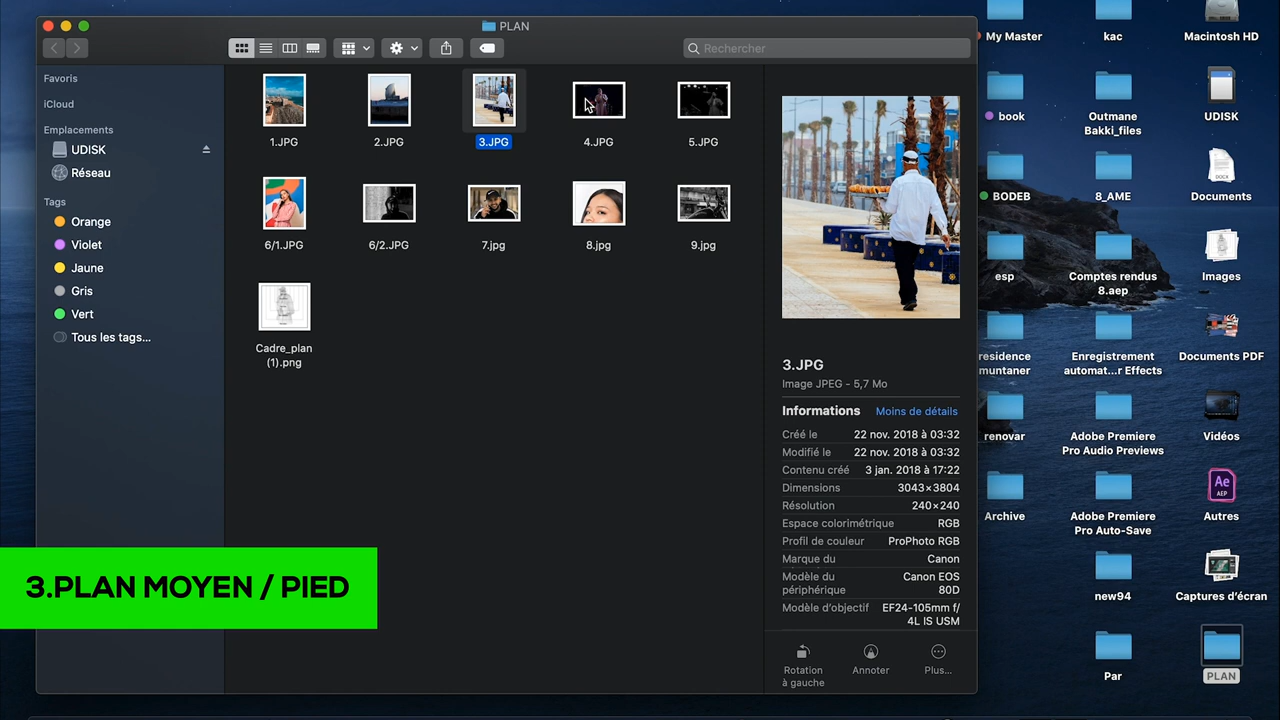 PLAN
Rechercher
Favoris
iCloud
Emplacements
UDISK
Réseau
Tags
Orange
Violet
Jaune
Gris
Vert
Tous les tags...
1.JPG
2.JPG
3.JPG
4.JPG
5.JPG
6/1.JPG
6/2.JPG
7.jpg
8.jpg
9.jpg
Cadre_plan
(1).png
3.JPG
Image JPEG - 5,7 Mo
Informations
Moins de détails
Créé le 22 nov. 2018 à 03:32
Modifié le 22 nov. 2018 à 03:32
Contenu créé 3 jan. 2018 à 17:22
Dimensions 3043×3804
Résolution 240×240
Espace colorimétrique RGB
Profil de couleur ProPhoto RGB
Marque du Canon
Modèle du périphérique Canon EOS 80D
Modèle d'objectif EF24-105mm f/4L IS USM
Rotation
à gauche
Annoter
Plus...
My Master
kac
Macintosh HD
book
Outmane
Bakki_files
UDISK
BODEB
8_AME
Documents
esp
Comptes rendus
8.aep
Images
residence
muntaner
Enregistrement
automat...r Effects
Documents PDF
renovar
Adobe Premiere
Pro Audio Previews
Vidéos
Archive
Adobe Premiere
Pro Auto-Save
Ae
AEP
Autres
new94
Captures d'écran
Par
PLAN
DOCX
3.PLAN MOYEN / PIED